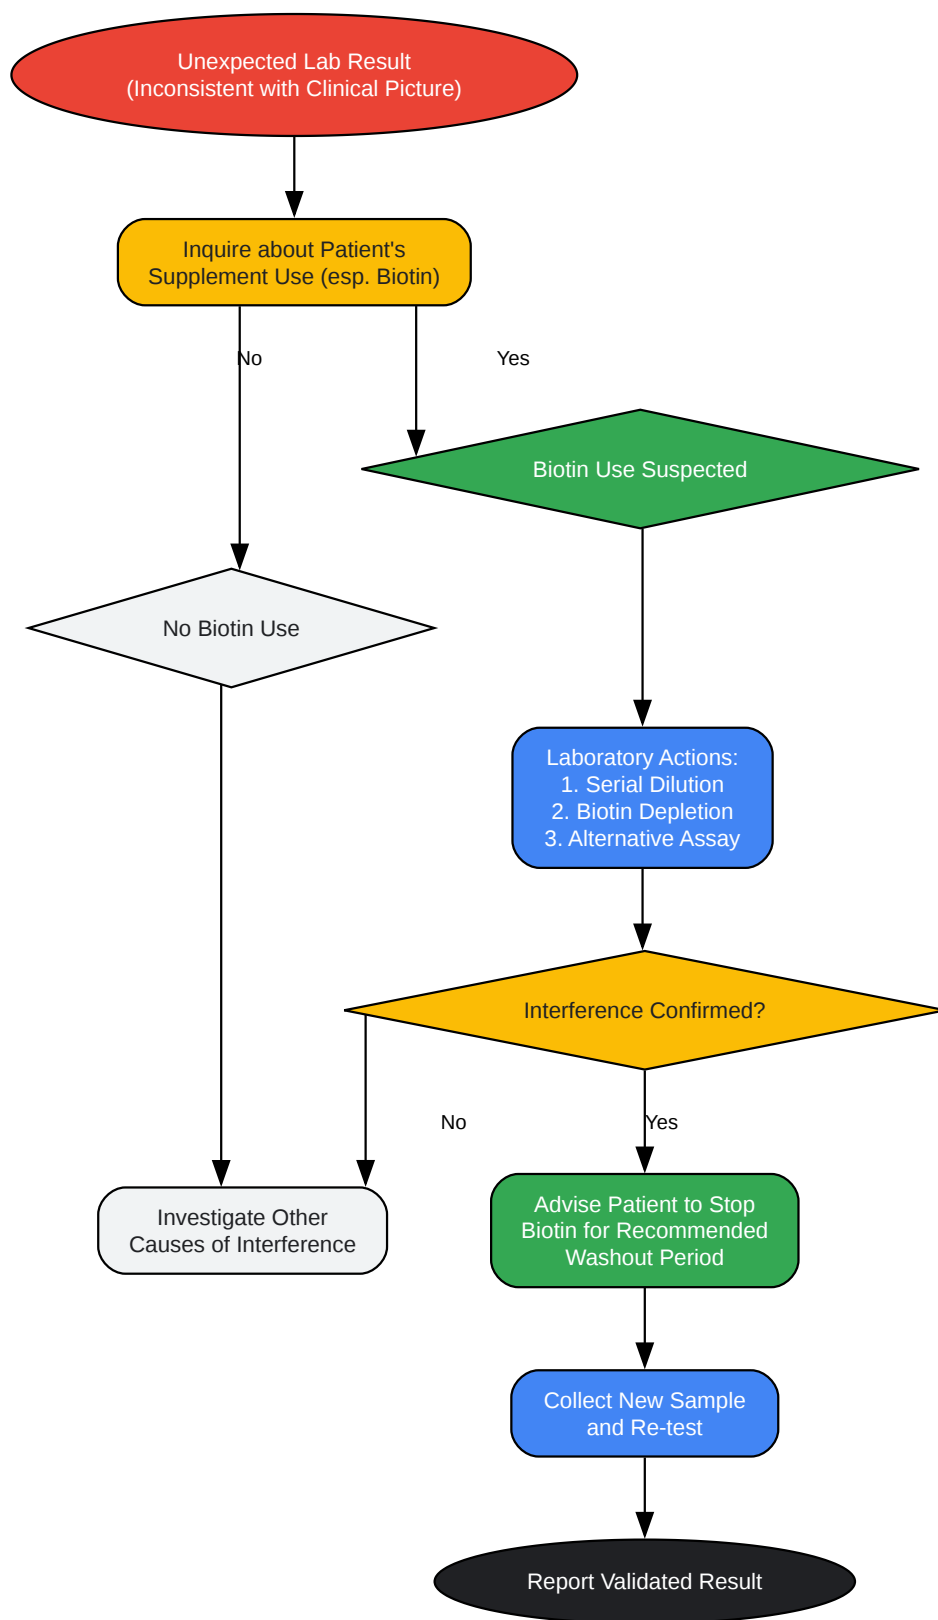 Unexpected Lab Result
(Inconsistent with Clinical Picture)
Inquire about Patient's
Supplement Use (esp. Biotin)
No
Yes
Biotin Use Suspected
No Biotin Use
Laboratory Actions:
1. Serial Dilution
2. Biotin Depletion
3. Alternative Assay
Interference Confirmed?
No
Yes
Advise Patient to Stop
Biotin for Recommended
Washout Period
Investigate Other
Causes of Interference
Collect New Sample
and Re-test
Report Validated Result